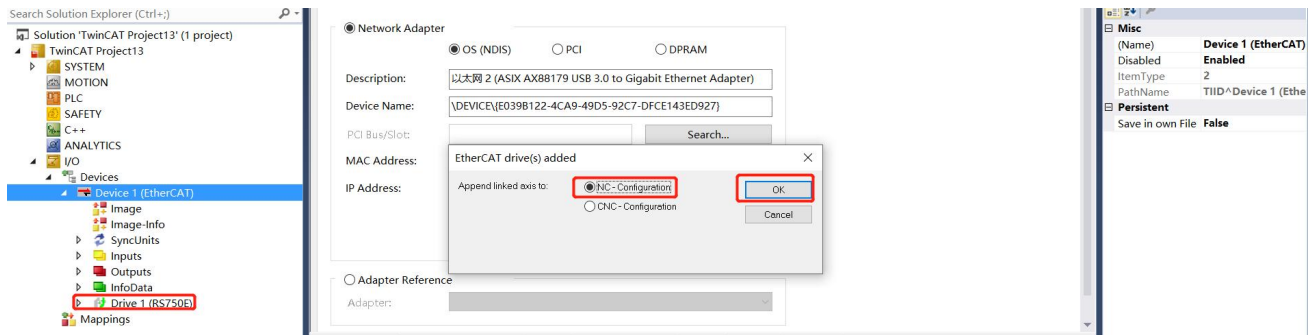 Search Solution Explorer (Ctrl+;)
Solution 'TwinCAT Project13' (1 project)
TwinCAT Project13
SYSTEM
MOTION
PLC
SAFETY
C++
ANALYTICS
I/O
Devices
Device 1 (EtherCAT)
Image
Image-Info
SyncUnits
Inputs
Outputs
InfoData
Drive 1 (RS750E)
Mappings
Network Adapter
OS (NDIS) PCI DPRAM
Description: 以太网 2 (ASIX AX88179 USB 3.0 to Gigabit Ethernet Adapter)
Device Name: \DEVICE\{E039B122-4CA9-49D5-92C7-DFCE143ED927}
PCI Bus/Slot: Search...
MAC Address:
IP Address:
EtherCAT drive(s) added
Append linked axis to: NC - Configuration OK
CNC - Configuration Cancel
Adapter Reference
Adapter:
Misc
(Name) Device 1 (EtherCAT)
Disabled Enabled
ItemType 2
PathName TIID^Device 1 (Ethe
Persistent
Save in own File False